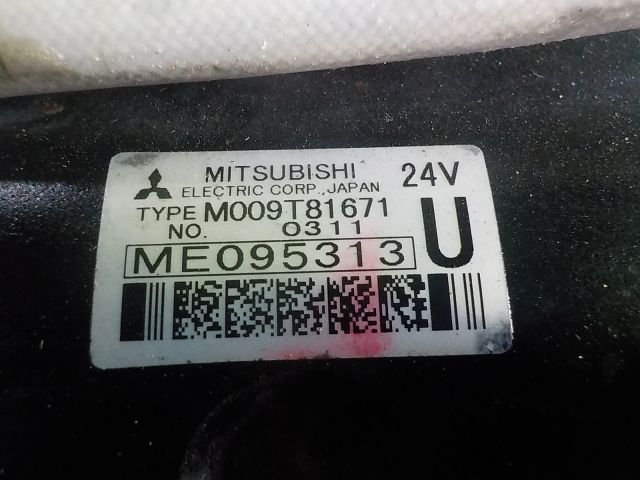 MITSUBISHI 24V
ELECTRIC CORP., JAPAN
TYPE M009T81671
NO. 0311 U
ME095313